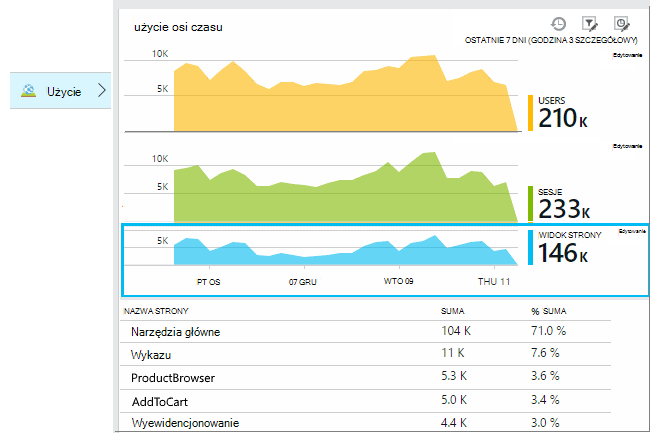 użycie osi czasu
OSTATNIE 7 DNI (GODZINA 3 SZCZEGÓŁOWY)
Użycie
Edytowanie
10K
5K
USERS
210K
Edytowanie
10K
5K
SESJE
233K
Edytowanie
5K
WIDOK STRONY
146K
PT OS 07 GRU WTO 09 THU 11
NAZWA STRONY SUMA % SUMA
Narzędzia główne 104 K 71.0 %
Wykazu 11 K 7.6 %
ProductBrowser 5.3 K 3.6 %
AddToCart 5.0 K 3.4 %
Wyewidencjonowanie 4.4 K 3.0 %